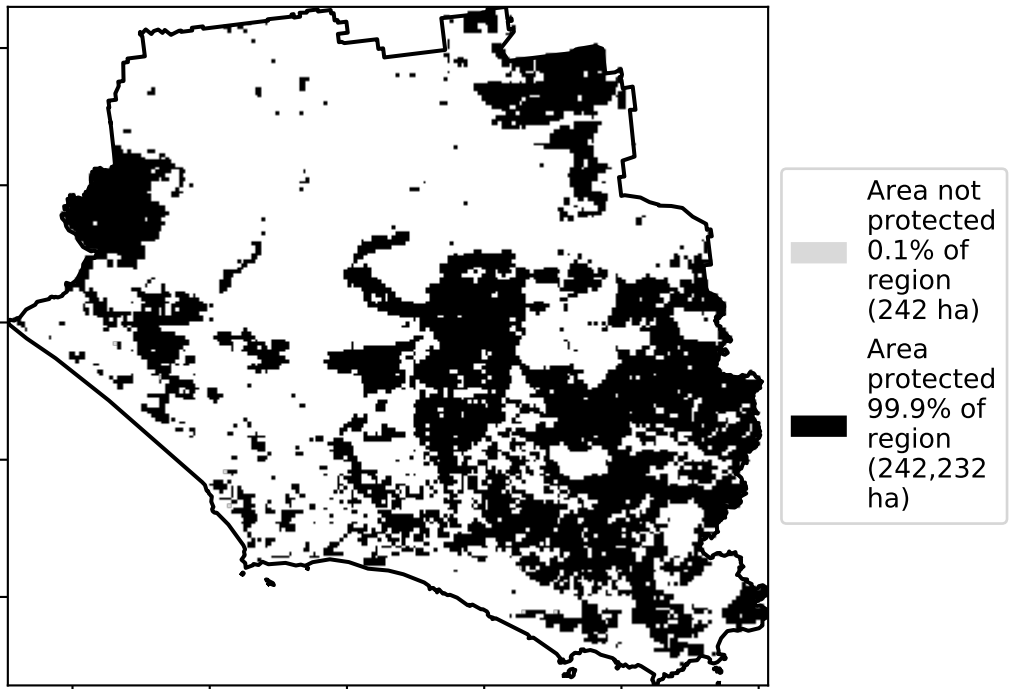 Area not
protected
0.1% of
region
(242 ha)
Area
protected
99.9% of
region
(242,232
ha)